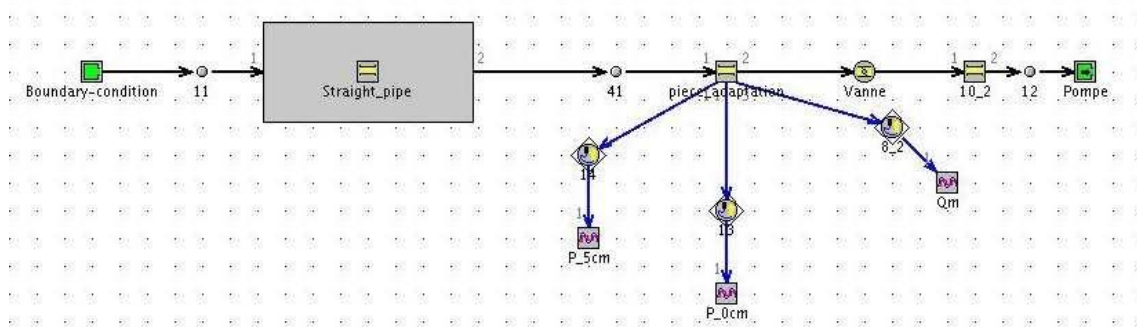 1
2
1
2
1
2
Boundary-condition
11
Straight_pipe
41
piece_adaptation
Vanne
10_2
12
Pompe
8_2
14
1
Qm
1
13
P_5cm
1
P_0cm